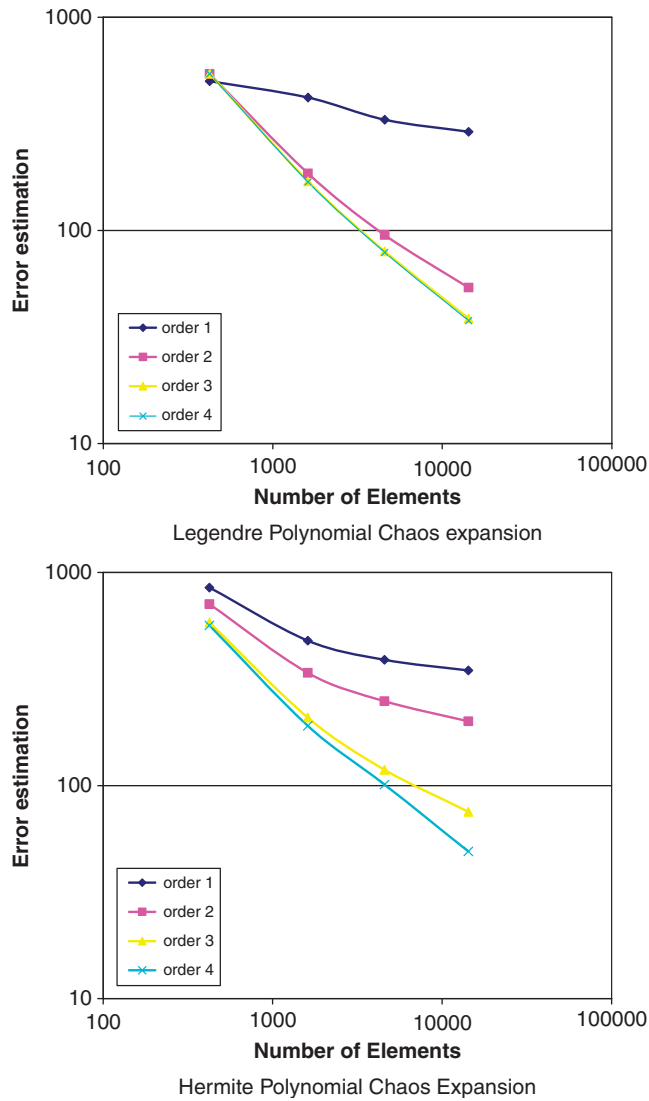 1000
100
10
Error estimation
order 1
order 2
order 3
order 4
100
1000
10000
100000
Number of Elements
Legendre Polynomial Chaos expansion
1000
100
10
Error estimation
order 1
order 2
order 3
order 4
100
1000
10000
100000
Number of Elements
Hermite Polynomial Chaos Expansion